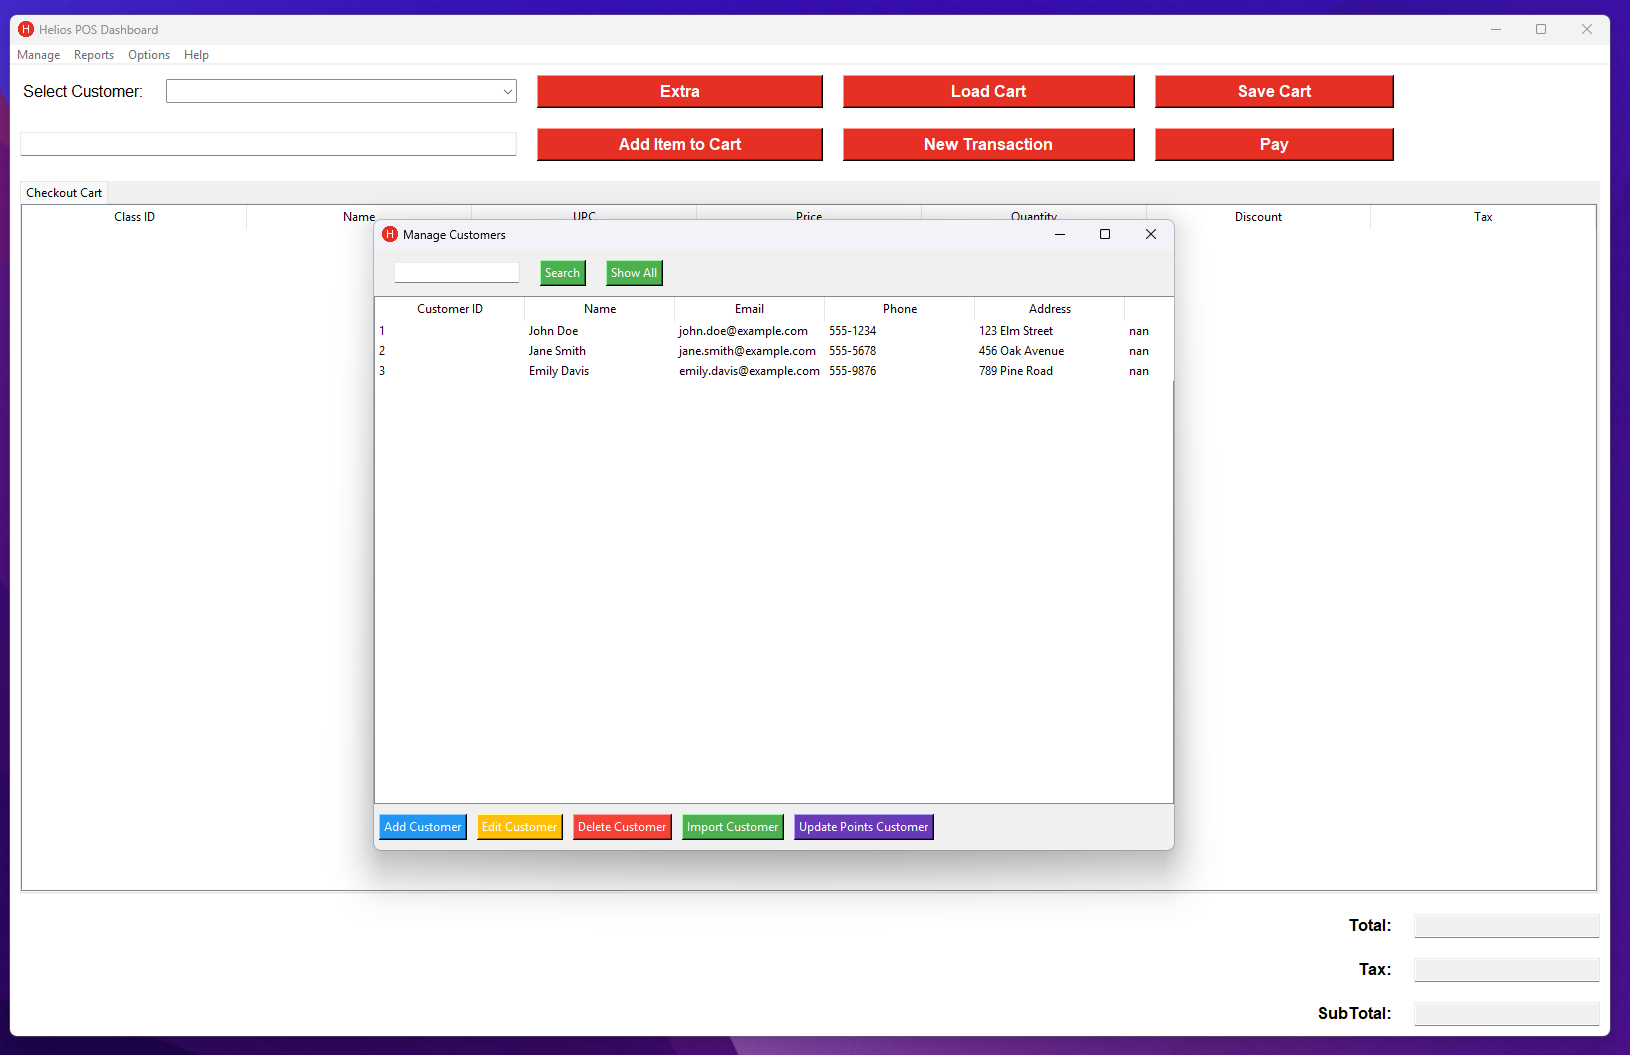 H Helios POS Dashboard
Manage Reports Options Help
Select Customer: Extra Load Cart Save Cart
Add Item to Cart New Transaction Pay
Checkout Cart
Class ID Name UPC Price Quantity Discount Tax
H Manage Customers
Search Show All
Customer ID Name Email Phone Address
1 John Doe john.doe@example.com 555-1234 123 Elm Street nan
2 Jane Smith jane.smith@example.com 555-5678 456 Oak Avenue nan
3 Emily Davis emily.davis@example.com 555-9876 789 Pine Road nan
Add Customer Edit Customer Delete Customer Import Customer Update Points Customer
Total:
Tax:
SubTotal: